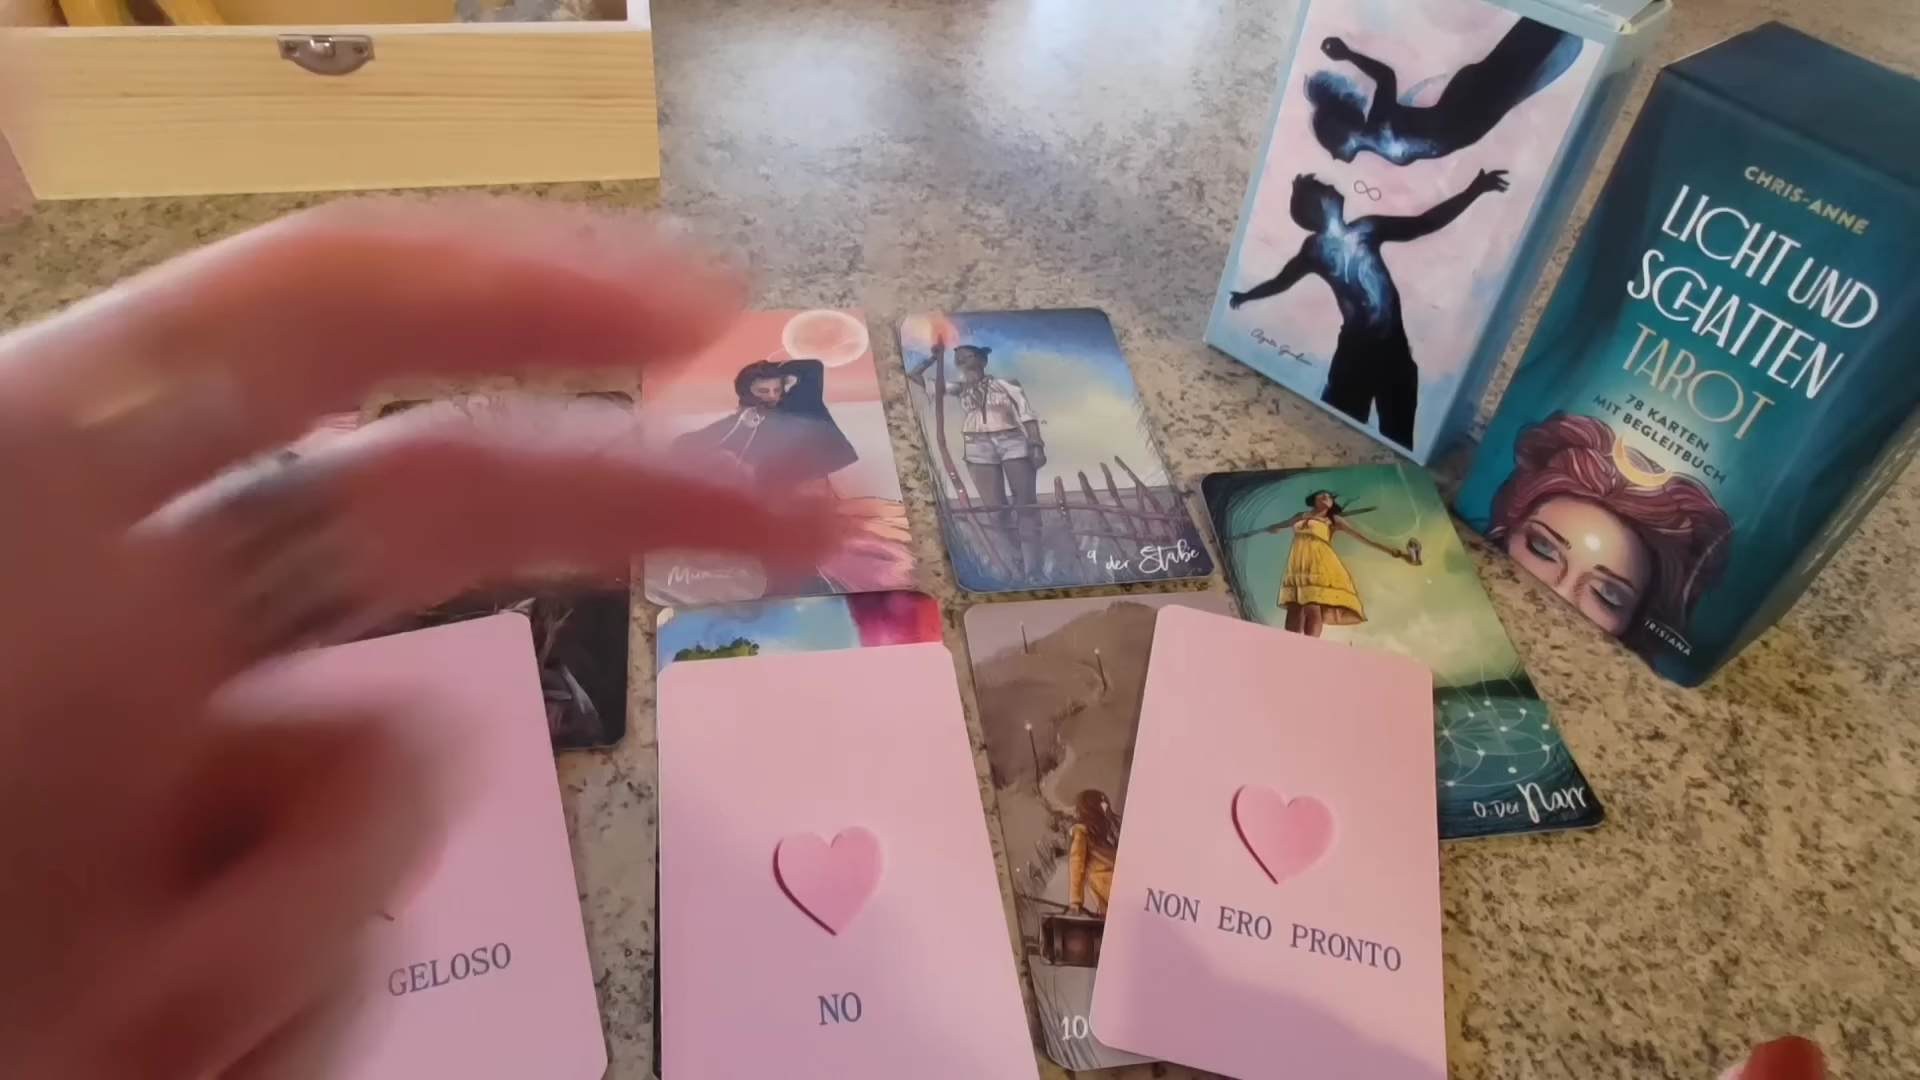 CHRIS-ANNE
LICHT UND
SCHATTEN
TAROT
78 KARTEN
MIT BEGLEITBUCH
IRISIANA
9 der Stäbe
0. Der Narr
GELOSO
NO
NON ERO PRONTO
10